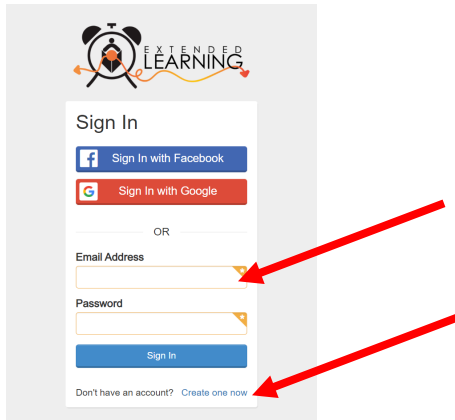 EXTENDED
LEARNING
Sign In
Sign In with Facebook
Sign In with Google
OR
Email Address
Password
Sign In
Don't have an account? Create one now